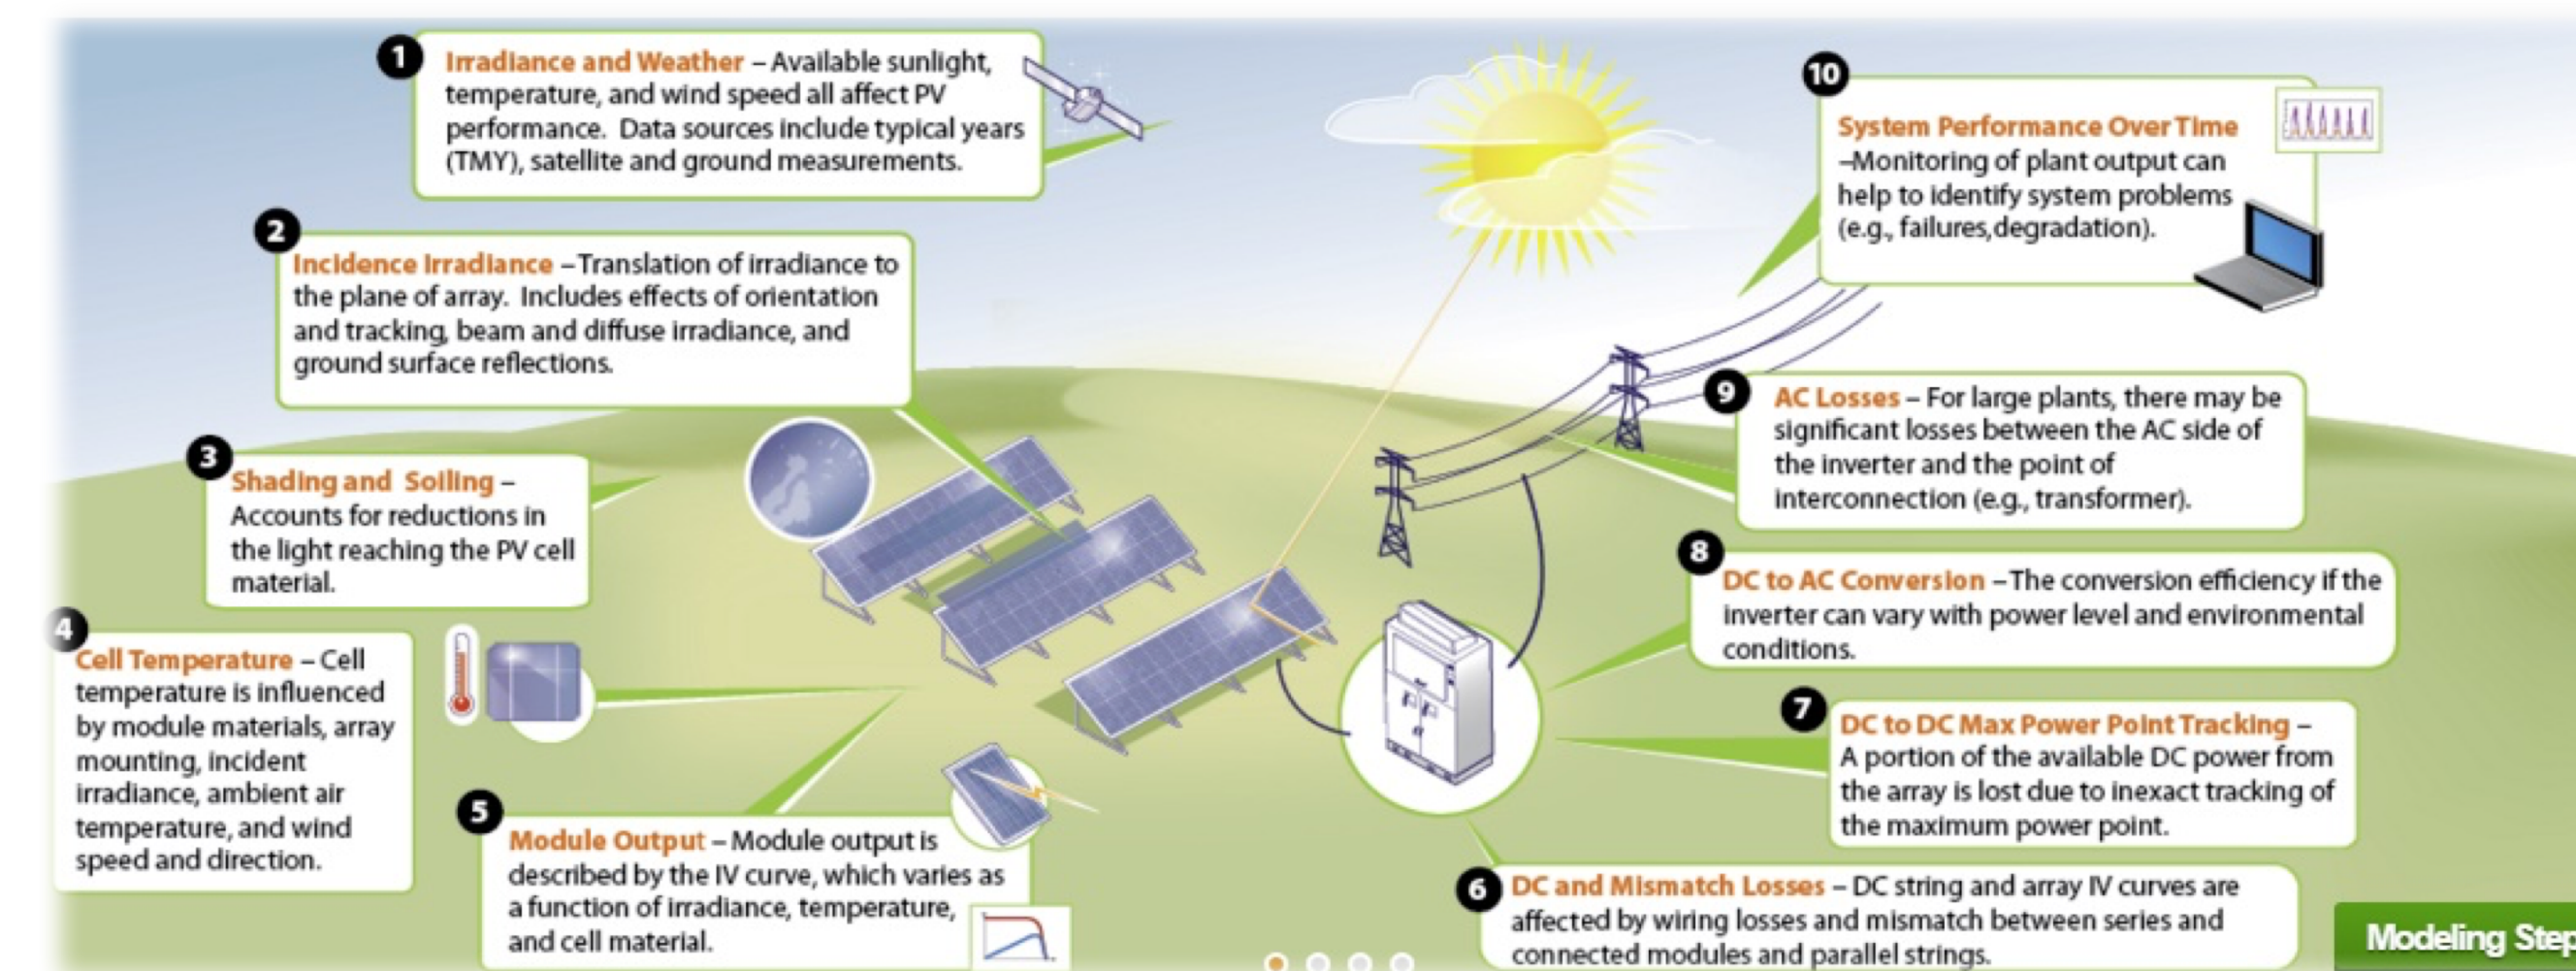 1
Irradiance and Weather – Available sunlight,
temperature, and wind speed all affect PV
performance. Data sources include typical years
(TMY), satellite and ground measurements.
2
Incidence Irradiance – Translation of irradiance to
the plane of array. Includes effects of orientation
and tracking, beam and diffuse irradiance, and
ground surface reflections.
3
Shading and Soiling –
Accounts for reductions in
the light reaching the PV cell
material.
4
Cell Temperature – Cell
temperature is influenced
by module materials, array
mounting, incident
irradiance, ambient air
temperature, and wind
speed and direction.
5
Module Output – Module output is
described by the IV curve, which varies as
a function of irradiance, temperature,
and cell material.
6
DC and Mismatch Losses – DC string and array IV curves are
affected by wiring losses and mismatch between series and
connected modules and parallel strings.
7
DC to DC Max Power Point Tracking –
A portion of the available DC power from
the array is lost due to inexact tracking of
the maximum power point.
8
DC to AC Conversion – The conversion efficiency if the
inverter can vary with power level and environmental
conditions.
9
AC Losses – For large plants, there may be
significant losses between the AC side of
the inverter and the point of
interconnection (e.g., transformer).
10
System Performance Over Time
–Monitoring of plant output can
help to identify system problems
(e.g., failures, degradation).
Modeling Step